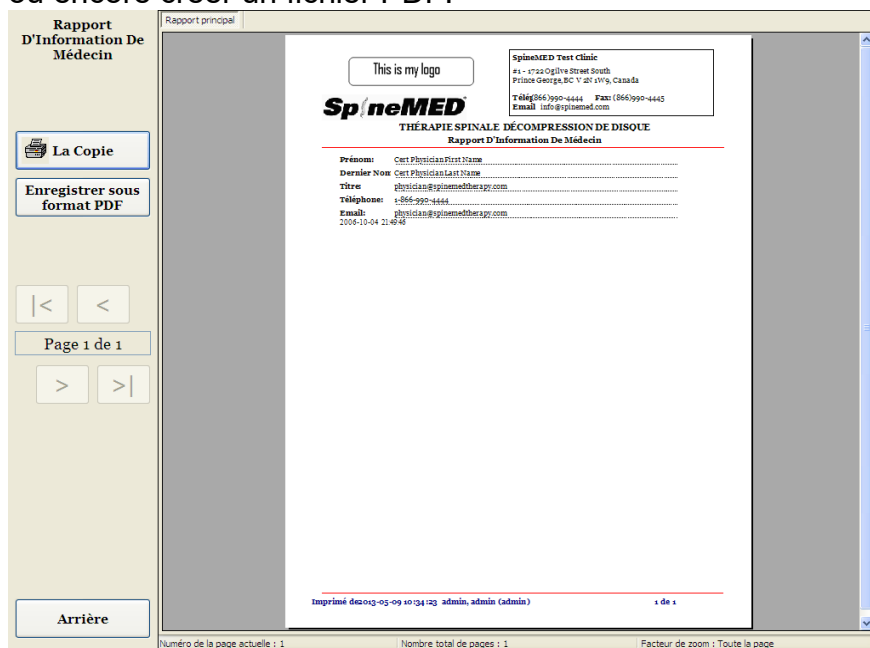 ou encore créer un fichier PDF.
Rapport
D'Information De
Médecin
La Copie
Enregistrer sous
format PDF
|<
<
Page 1 de 1
>
>|
Arrière
Rapport principal
This is my logo
SpineMED
SpineMED Test Clinic
#1 - 1722 Ogilve Street South
Prince George, BC V 2N 1W9, Canada
Télép(866)990-4444 Fax: (866)990-4445
Email info@spinemed.com
THÉRAPIE SPINALE DÉCOMPRESSION DE DISQUE
Rapport D'Information De Médecin
Prénom: Cert PhysicianFirst Name
Dernier Nom Cert PhysicianLast Name
Titre: physician@spinemedtherapy.com
Téléphone: 1-866-990-4444
Email: physician@spinemedtherapy.com
2006-10-04 21:49:46
Imprimé de2013-05-09 10:34:23 admin, admin (admin) 1 de 1
Numéro de la page actuelle : 1 Nombre total de pages : 1 Facteur de zoom : Toute la page